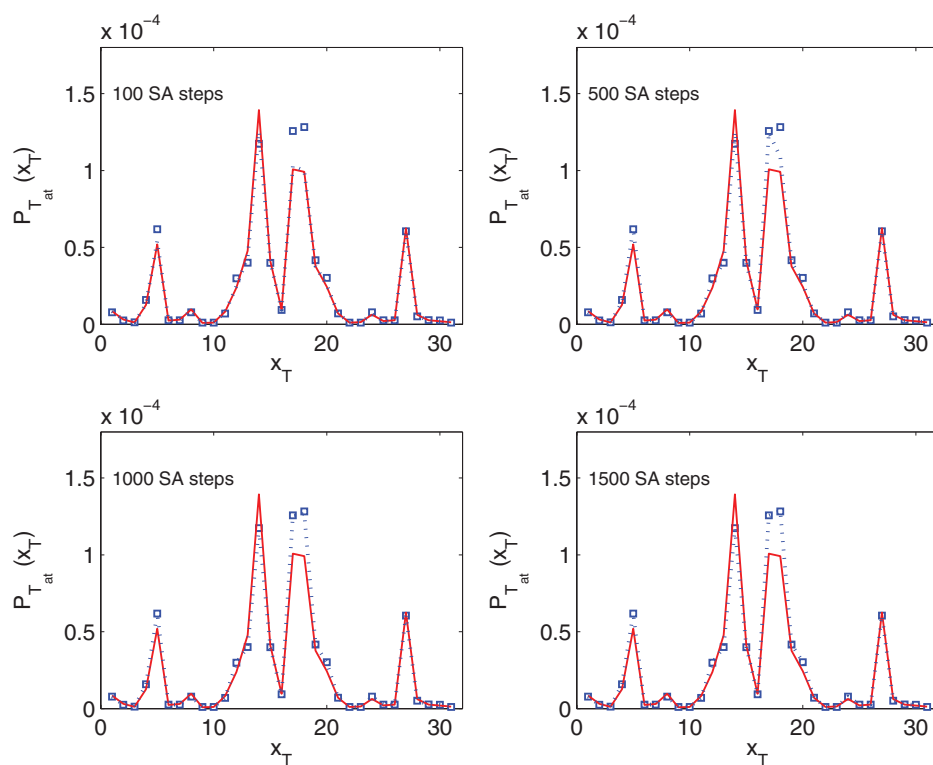 x 10⁻⁴
x 10⁻⁴
1.5
1
0.5
0
P_T_at (x_T)
100 SA steps
0 10 20 30
x_T
1.5
1
0.5
0
P_T_at (x_T)
500 SA steps
0 10 20 30
x_T
x 10⁻⁴
x 10⁻⁴
1.5
1
0.5
0
P_T_at (x_T)
1000 SA steps
0 10 20 30
x_T
1.5
1
0.5
0
P_T_at (x_T)
1500 SA steps
0 10 20 30
x_T